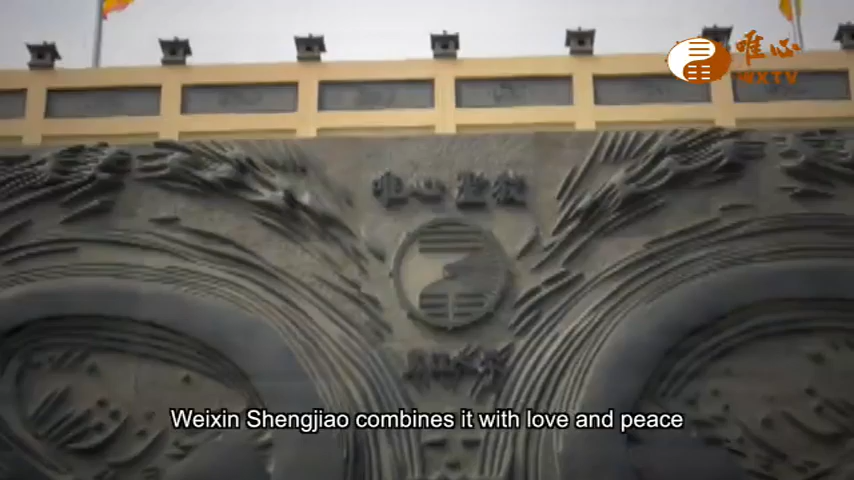 唯心
WXTV
唯心聖教
Weixin Shengjiao combines it with love and peace